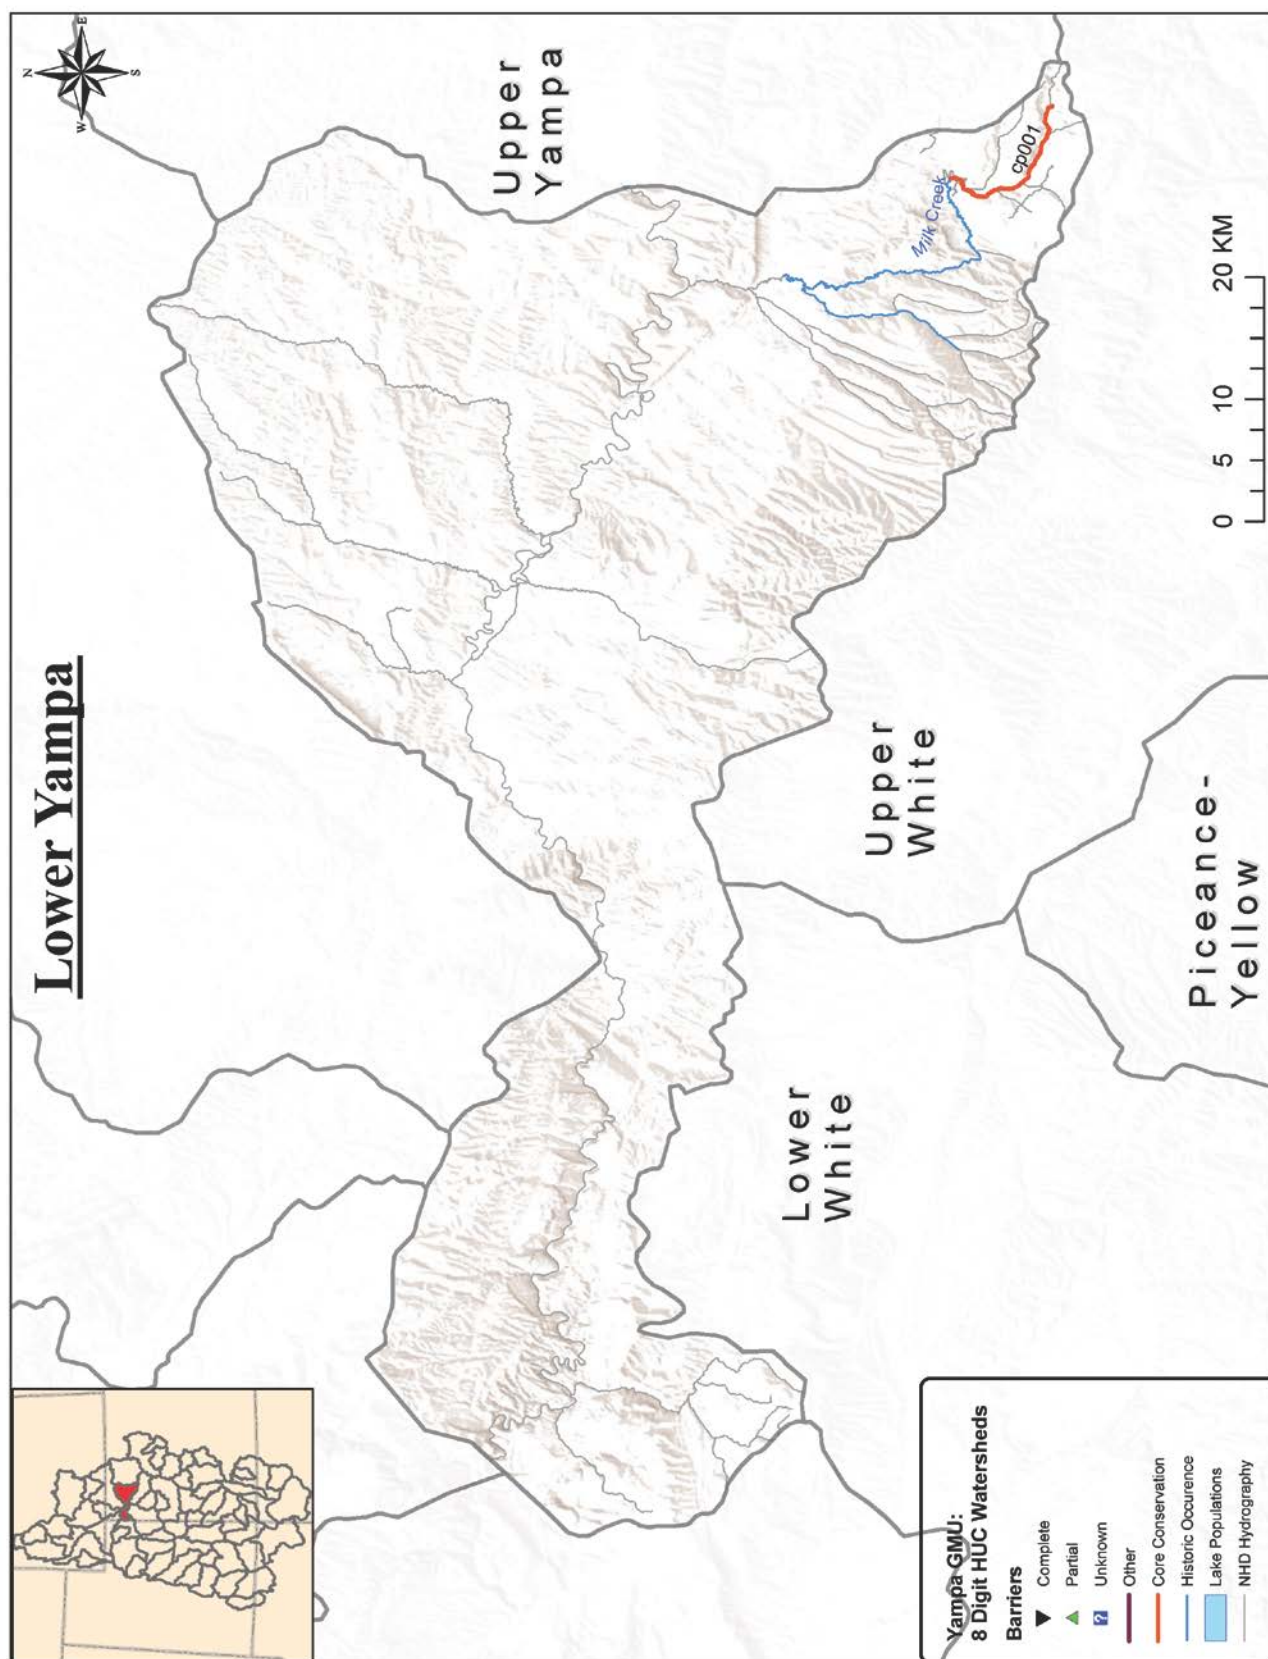 Lower Yampa
N
E
S
W
Upper
Yampa
Milk Creek
cp001
Upper
White
Lower
White
Piceance-
Yellow
0 5 10 20 KM
Yampa GMU:
8 Digit HUC Watersheds
Barriers
Complete
Partial
? Unknown
Other
Core Conservation
Historic Occurence
Lake Populations
NHD Hydrography